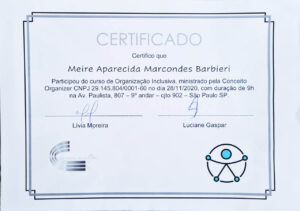 CERTIFICADO
Certifico que
Meire Aparecida Marcondes Barbieri
Participou do curso de Organização Inclusiva, ministrado pela Conceito
Organizer CNPJ 29.145.804/0001-80 no dia 28/11/2020, com duração de 9h
na Av. Paulista, 807 – 9º andar – cjto 902 – São Paulo SP.
Livia Moreira
Luciane Gaspar